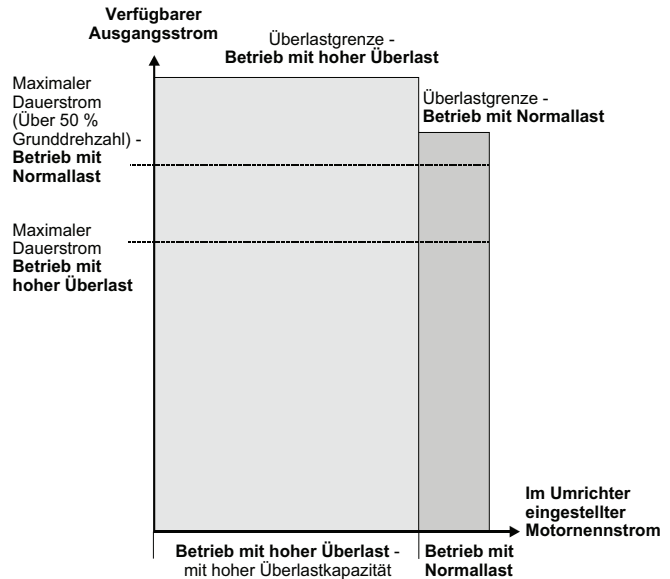 Verfügbarer
Ausgangsstrom
Überlastgrenze -
Betrieb mit hoher Überlast
Maximaler
Dauerstrom
(Über 50 %
Grunddrehzahl) -
Betrieb mit
Normallast
Überlastgrenze -
Betrieb mit Normallast
Maximaler
Dauerstrom
Betrieb mit
hoher Überlast
Im Umrichter
eingestellter
Motornennstrom
Betrieb mit hoher Überlast -
mit hoher Überlastkapazität
Betrieb mit
Normallast